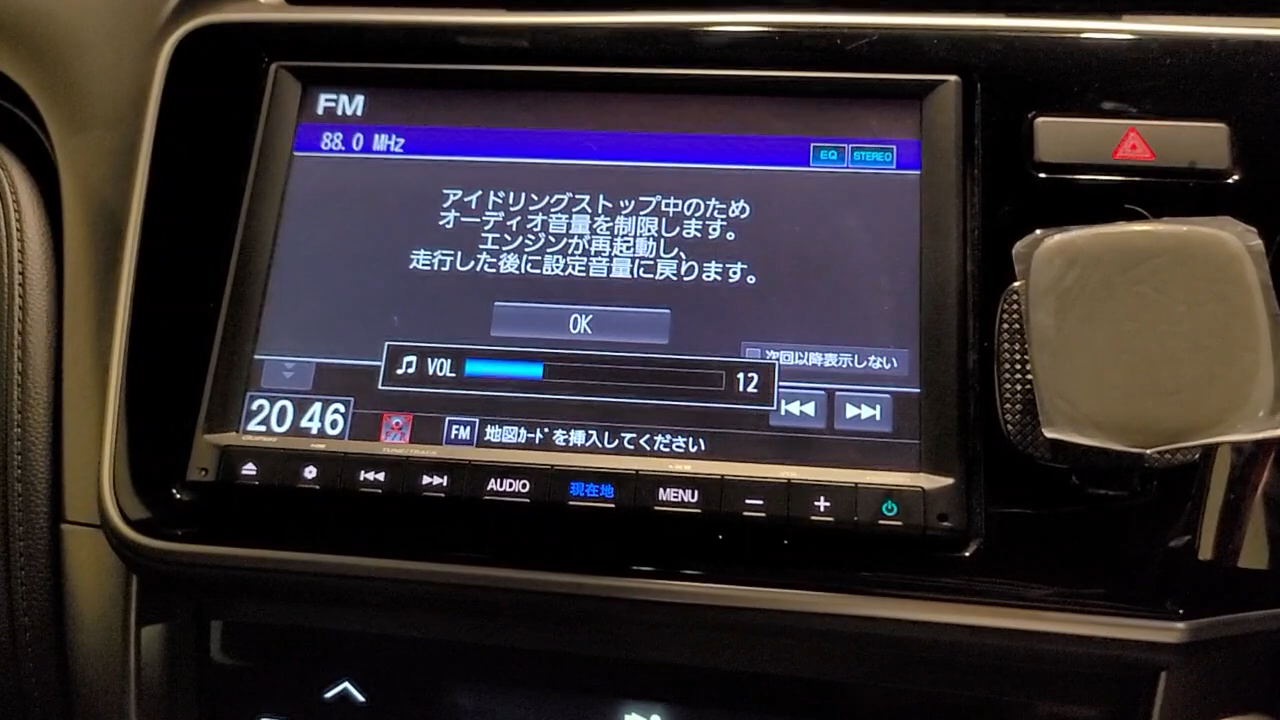 FM
88.0 MHz
EQ STEREO
アイドリングストップ中のため
オーディオ音量を制限します。
エンジンが再起動し、
走行した後に設定音量に戻ります。
OK
次回以降表示しない
VOL 12
20 46
F/R
FM 地図ｶｰﾄﾞを挿入してください
TUNE/TRACK
AUDIO 現在地 MENU − +